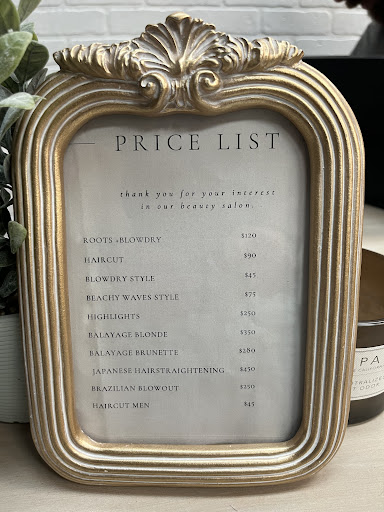 PRICE LIST
thank you for your interest
in our beauty salon.
ROOTS +BLOWDRY $120
HAIRCUT $90
BLOWDRY STYLE $45
BEACHY WAVES STYLE $75
HIGHLIGHTS $250
BALAYAGE BLONDE $350
BALAYAGE BRUNETTE $280
JAPANESE HAIRSTRAIGHTENING $450
BRAZILIAN BLOWOUT $250
HAIRCUT MEN $45
PA
ODOR